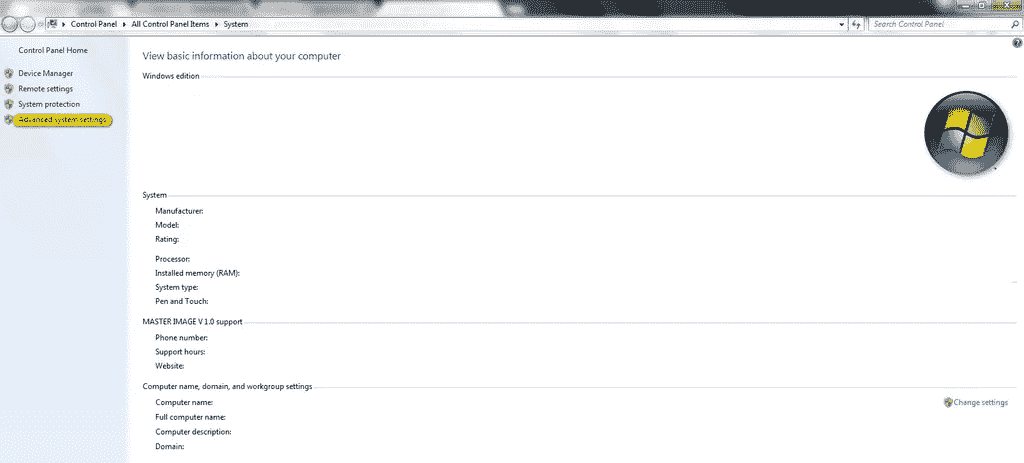 Control Panel ▸ All Control Panel Items ▸ System
Search Control Panel
Control Panel Home
Device Manager
Remote settings
System protection
Advanced system settings
View basic information about your computer
Windows edition
System
Manufacturer:
Model:
Rating:
Processor:
Installed memory (RAM):
System type:
Pen and Touch:
MASTER IMAGE V 1.0 support
Phone number:
Support hours:
Website:
Computer name, domain, and workgroup settings
Computer name:
Change settings
Full computer name:
Computer description:
Domain: